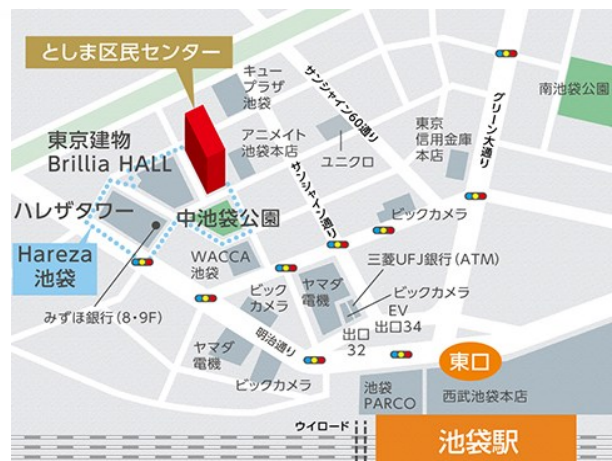 としま区民センター
キュー
プラザ
池袋
サンシャイン60通り
グリーン大通り
南池袋公園
東京建物
Brillia HALL
アニメイト
池袋本店
ユニクロ
東京
信用金庫
本店
ハレザタワー
中池袋公園
サンシャイン通り
ビックカメラ
Hareza
池袋
WACCA
池袋
三菱UFJ銀行(ATM)
みずほ銀行(8・9F)
ビック
カメラ
ヤマダ
電機
ビックカメラ
EV
出口34
出口
32
明治通り
ヤマダ
電機
ビックカメラ
東口
池袋
PARCO
西武池袋本店
ウイロード
池袋駅